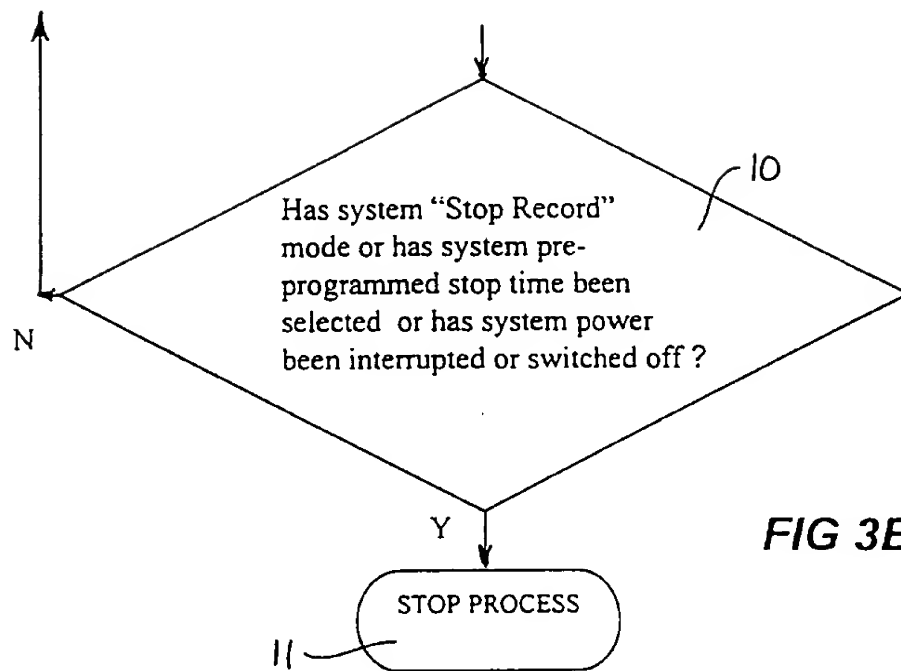 10
Has system “Stop Record”
mode or has system pre-
programmed stop time been
selected or has system power
been interrupted or switched off ?
N
Y
FIG 3B
STOP PROCESS
11